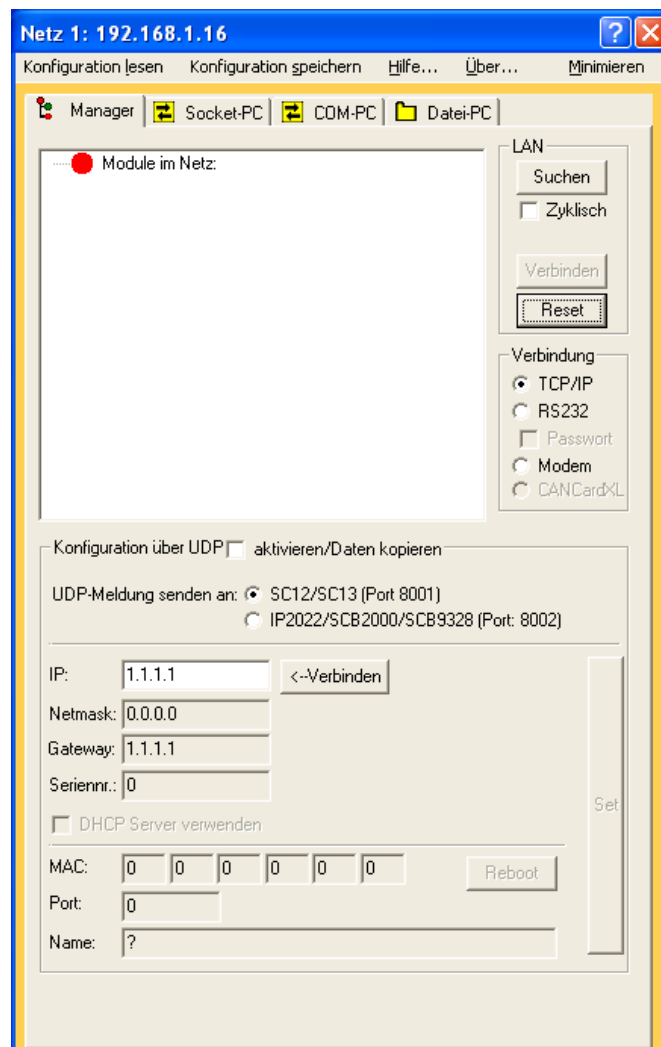 Netz 1: 192.168.1.16
Konfiguration lesen Konfiguration speichern Hilfe... Über... Minimieren
Manager Socket-PC COM-PC Datei-PC
Module im Netz:
LAN
Suchen
Zyklisch
Verbinden
Reset
Verbindung
TCP/IP
RS232
Passwort
Modem
CANCardXL
Konfiguration über UDP aktivieren/Daten kopieren
UDP-Meldung senden an: SC12/SC13 (Port 8001)
IP2022/SCB2000/SCB9328 (Port: 8002)
IP: 1.1.1.1 <--Verbinden
Netmask: 0.0.0.0
Gateway: 1.1.1.1
Seriennr.: 0
Set
DHCP Server verwenden
MAC: 0 0 0 0 0 0 Reboot
Port: 0
Name: ?